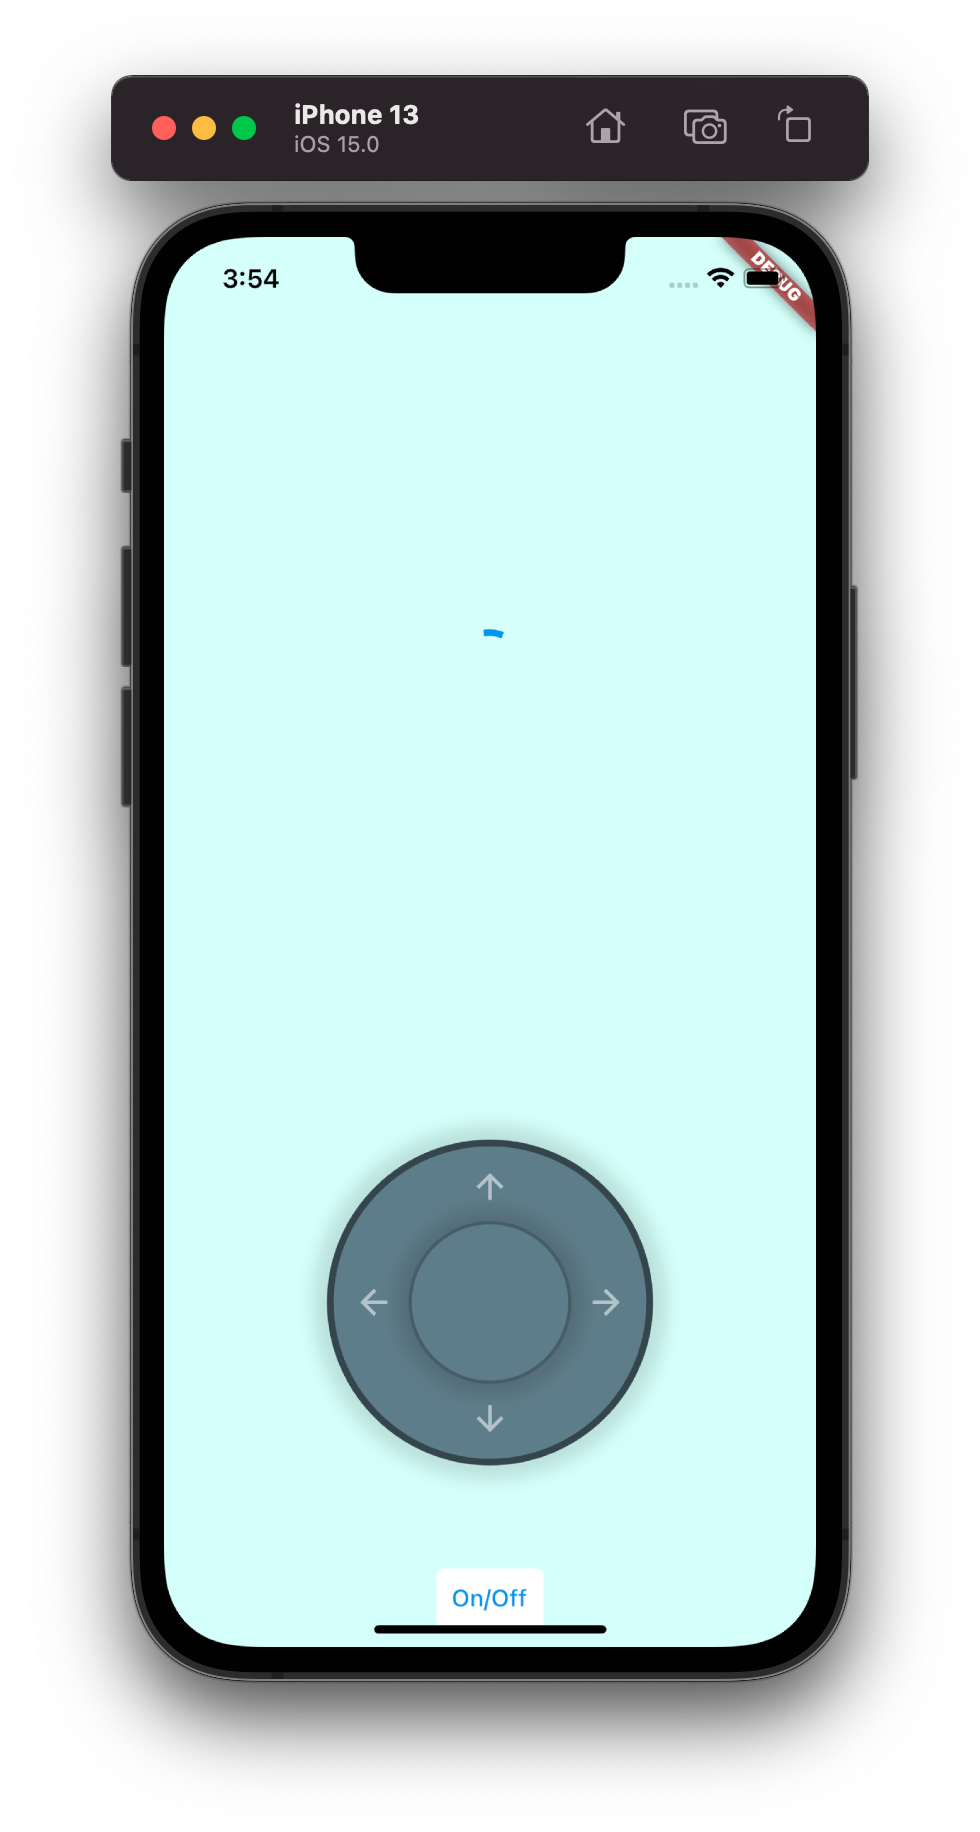 iPhone 13
iOS 15.0
3:54
DEBUG
On/Off